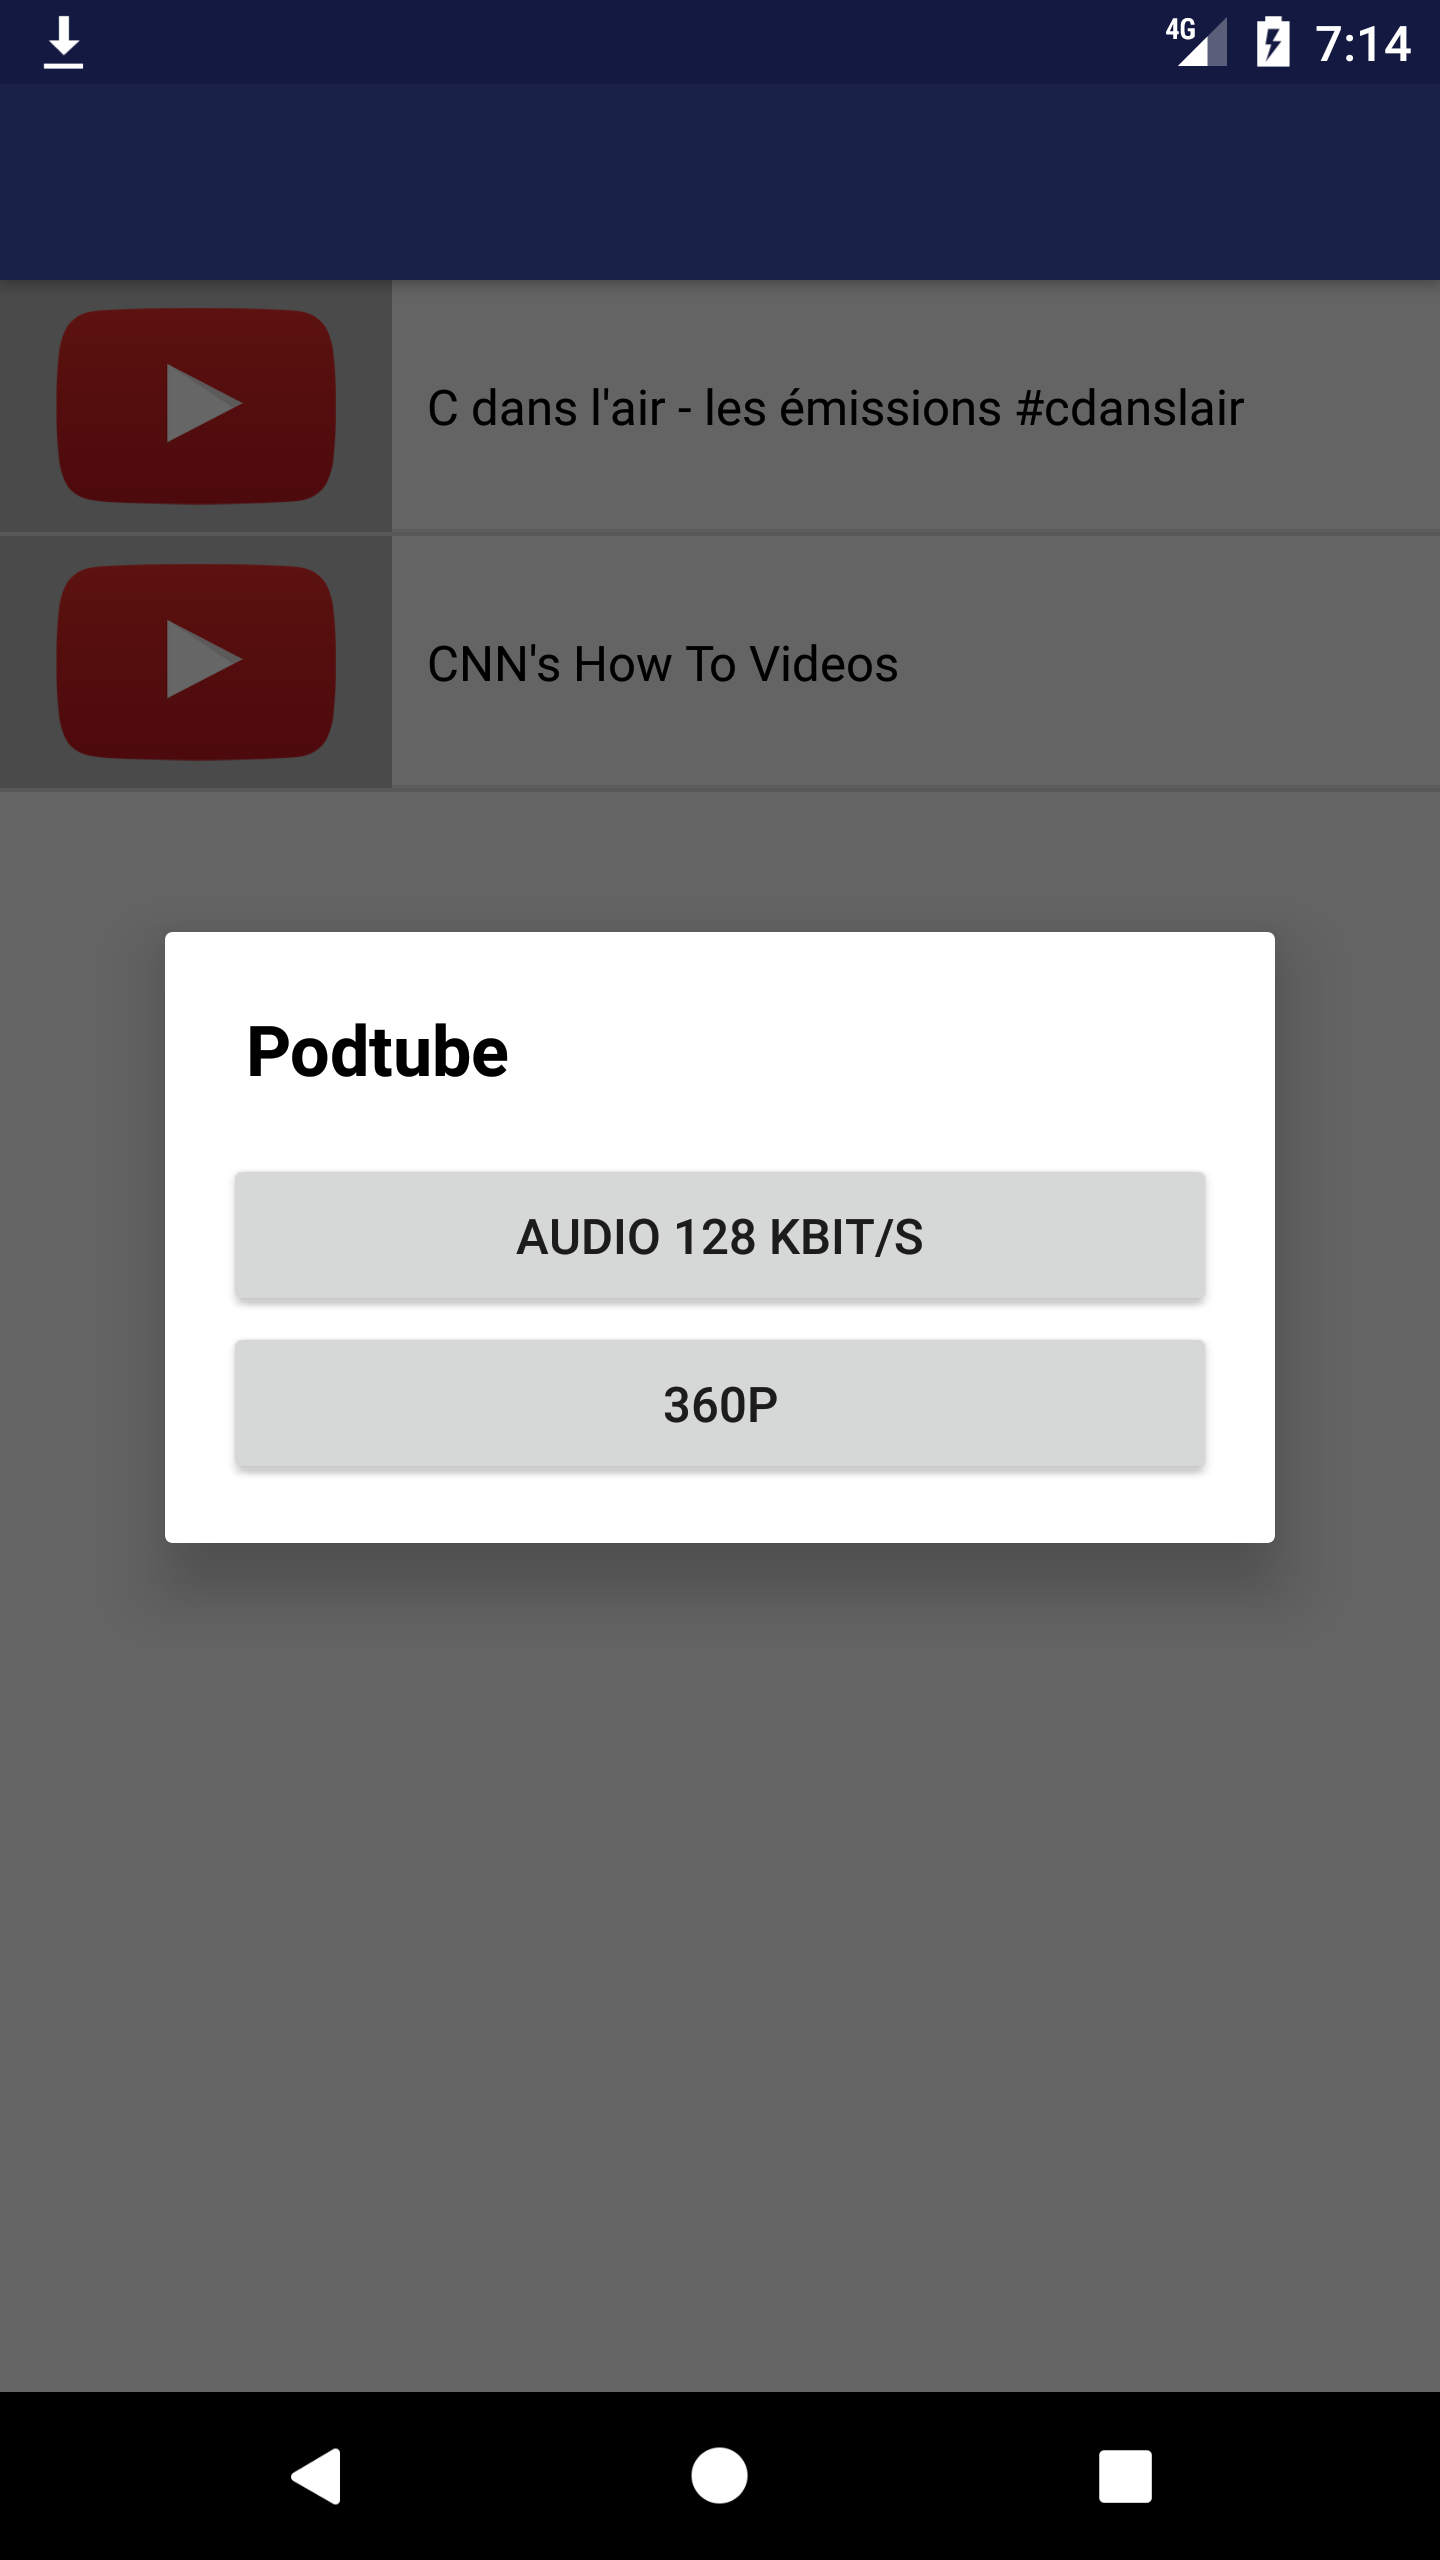 4G 7:14
C dans l'air - les émissions #cdanslair
CNN's How To Videos
Podtube
AUDIO 128 KBIT/S
360P